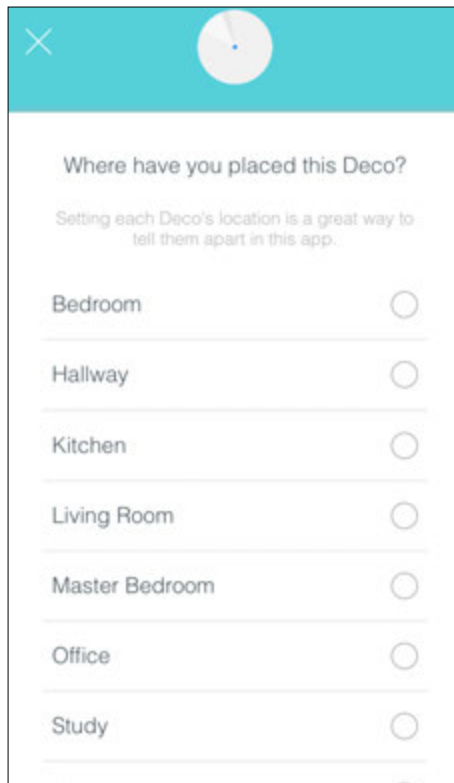 Where have you placed this Deco?
Setting each Deco's location is a great way to
tell them apart in this app.
Bedroom
Hallway
Kitchen
Living Room
Master Bedroom
Office
Study